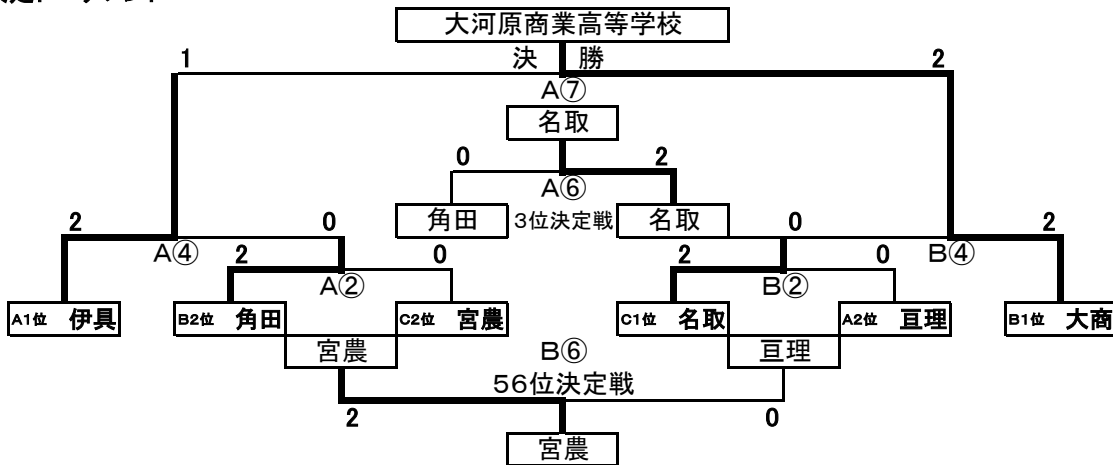 大河原商業高等学校
1 決 勝 2
A⑦
名取
0 2
A⑥
角田 3位決定戦 名取
2 0 0 2
A④ B④
2 0 2 0
A② B②
A1位 伊具 B2位 角田 C2位 宮農 C1位 名取 A2位 亘理 B1位 大商
宮農 B⑥ 亘理
56位決定戦
2 0
宮農